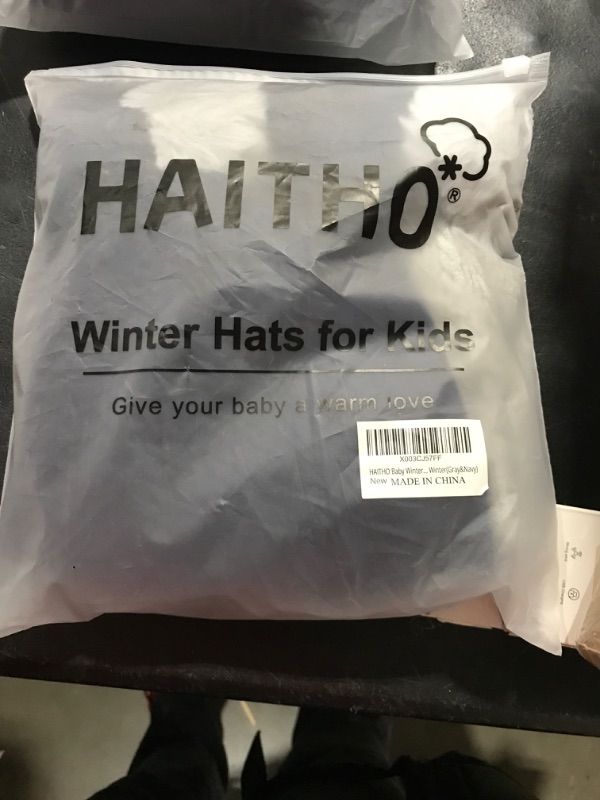 HAITHO
®
Winter Hats for Kids
Give your baby a warm love
X003CJ57FF
HAITHO Baby Winter... Winter(Gray&Navy)
New MADE IN CHINA